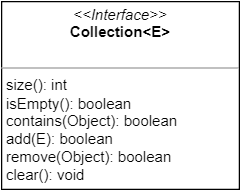 <<Interface>>
Collection<E>
size(): int
isEmpty(): boolean
contains(Object): boolean
add(E): boolean
remove(Object): boolean
clear(): void